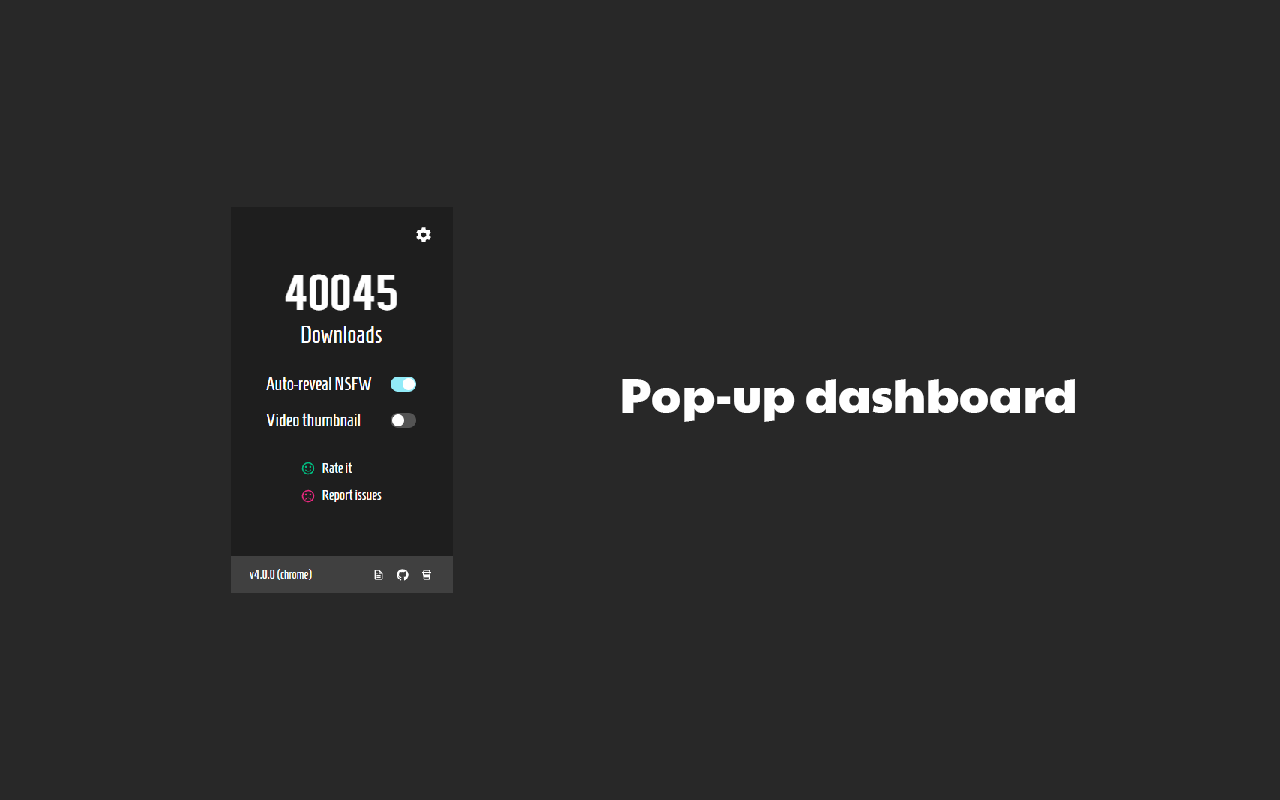 40045
Downloads
Auto-reveal NSFW
Video thumbnail
Rate it
Report issues
v4.0.0 (chrome)
Pop-up dashboard